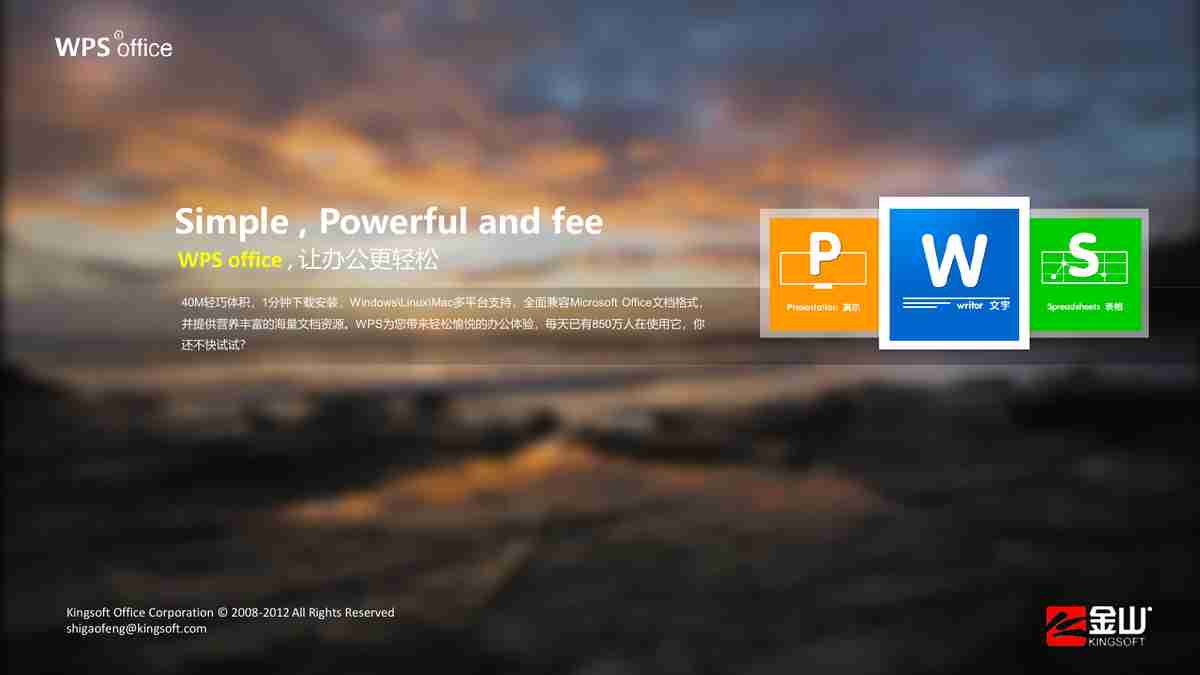 WPS office
Simple , Powerful and fee
WPS office , 让办公更轻松
40M轻巧体积，1分钟下载安装，Windows\Linux\Mac多平台支持，全面兼容Microsoft Office文档格式，
并提供营养丰富的海量文档资源。WPS为您带来轻松愉悦的办公体验，每天已有850万人在使用它，你
还不快试试？
P
Presentation 演示
W
writer 文字
S
Spreadsheets 表格
Kingsoft Office Corporation © 2008-2012 All Rights Reserved
shigaofeng@kingsoft.com
金山
KINGSOFT